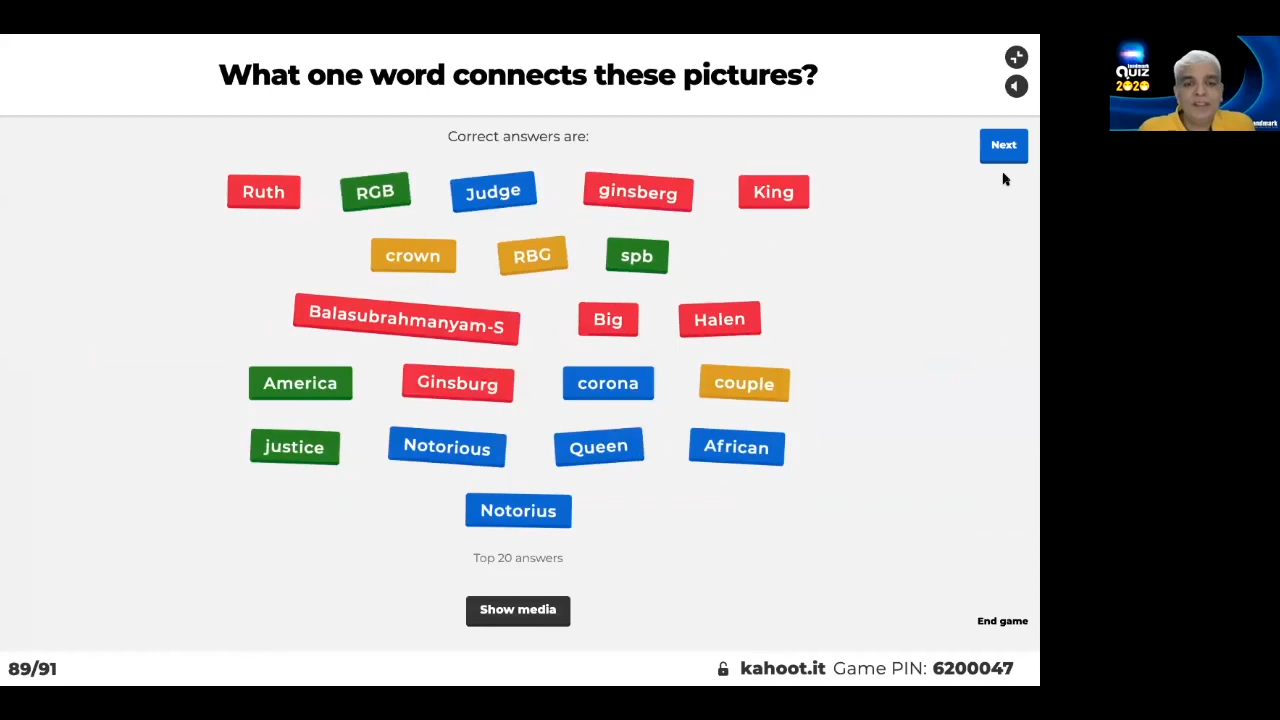 What one word connects these pictures?
Correct answers are:
Next
Ruth RGB Judge ginsberg King
crown RBG spb
Balasubrahmanyam-S Big Halen
America Ginsburg corona couple
justice Notorious Queen African
Notorius
Top 20 answers
Show media
End game
89/91
kahoot.it Game PIN: 6200047
landmark
QUIZ
2020
landmark